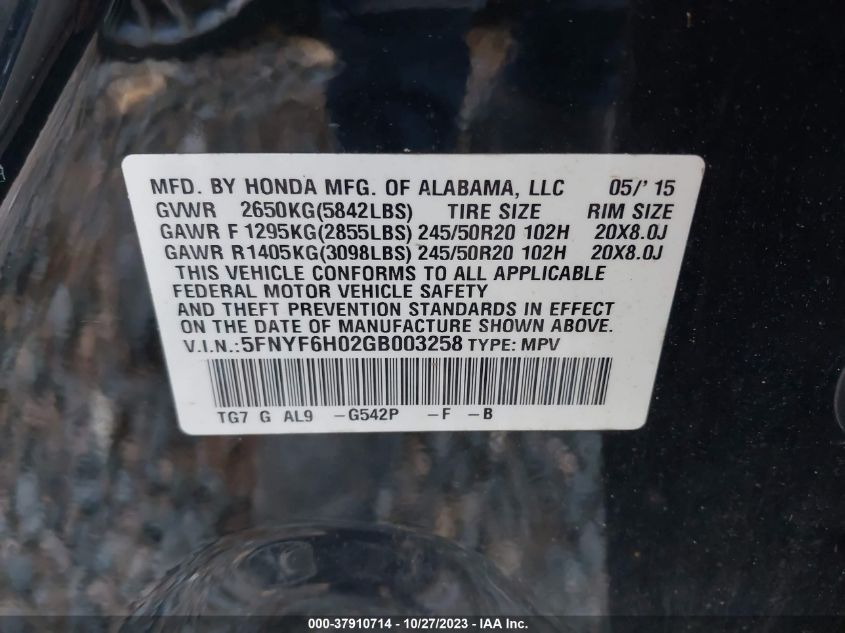 MFD. BY HONDA MFG. OF ALABAMA, LLC 05/' 15
GVWR 2650KG(5842LBS) TIRE SIZE RIM SIZE
GAWR F 1295KG(2855LBS) 245/50R20 102H 20X8.0J
GAWR R1405KG(3098LBS) 245/50R20 102H 20X8.0J
THIS VEHICLE CONFORMS TO ALL APPLICABLE
FEDERAL MOTOR VEHICLE SAFETY
AND THEFT PREVENTION STANDARDS IN EFFECT
ON THE DATE OF MANUFACTURE SHOWN ABOVE.
V.I.N.:5FNYF6H02GB003258 TYPE: MPV
TG7 G AL9 -G542P -F -B
000-37910714 - 10/27/2023 - IAA Inc.